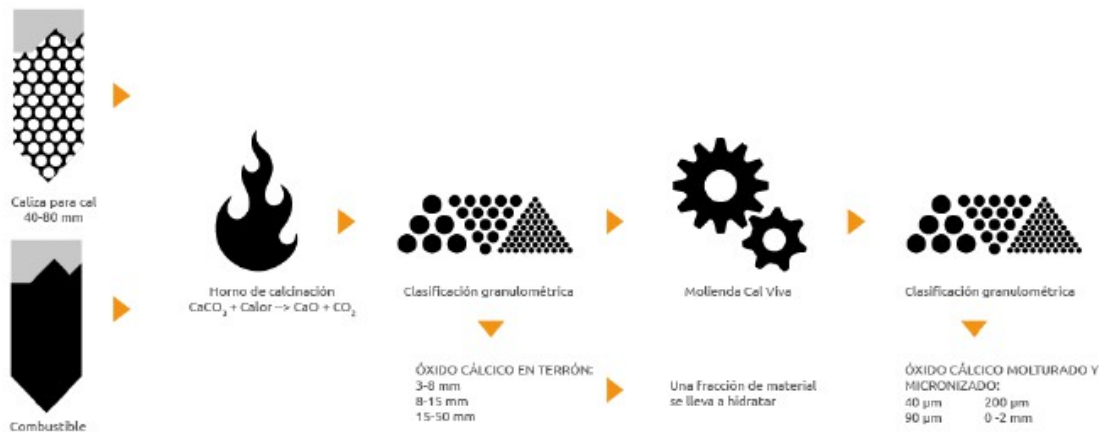 Caliza para cal
40-80 mm
Combustible
Horno de calcinación
CaCO₃ + Calor --> CaO + CO₂
Clasificación granulométrica
ÓXIDO CÁLCICO EN TERRÓN:
3-8 mm
8-15 mm
15-50 mm
Molienda Cal Viva
Una fracción de material
se lleva a hidratar
Clasificación granulométrica
ÓXIDO CÁLCICO MOLTURADO Y
MICRONIZADO:
40 µm 200 µm
90 µm 0 -2 mm